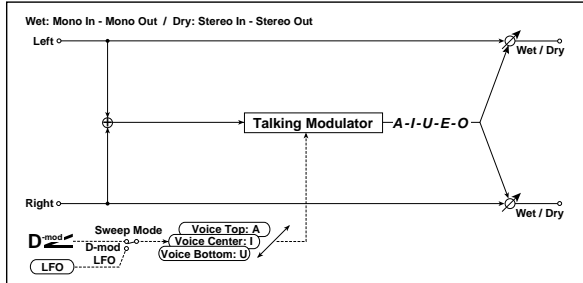 Wet: Mono In - Mono Out / Dry: Stereo In - Stereo Out
Left
Wet / Dry
Talking Modulator
A-I-U-E-O
Right
Wet / Dry
Sweep Mode
D-mod
D-mod
LFO
LFO
Voice Top: A
Voice Center: I
Voice Bottom: U